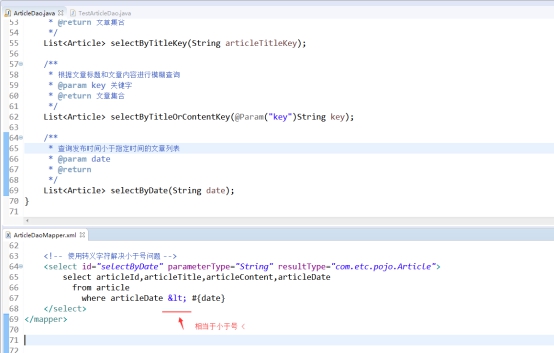 ArticleDao.java TestArticleDao.java
53 * @return 文章集合
54 */
55 List<Article> selectByTitleKey(String articleTitleKey);
56
57 /**
58 * 根据文章标题和文章内容进行模糊查询
59 * @param key 关键字
60 * @return 文章集合
61 */
62 List<Article> selectByTitleOrContentKey(@Param("key")String key);
63
64 /**
65 * 查询发布时间小于指定时间的文章列表
66 * @param date
67 * @return
68 */
69 List<Article> selectByDate(String date);
70 }
71
ArticleDaoMapper.xml
62
63 <!-- 使用转义字符解决小于号问题 -->
64 <select id="selectByDate" parameterType="String" resultType="com.etc.pojo.Article">
65 select articleId,articleTitle,articleContent,articleDate
66 from article
67 where articleDate &lt; #{date}
68 </select>
69 </mapper>
70 相当于小于号 <
71
72